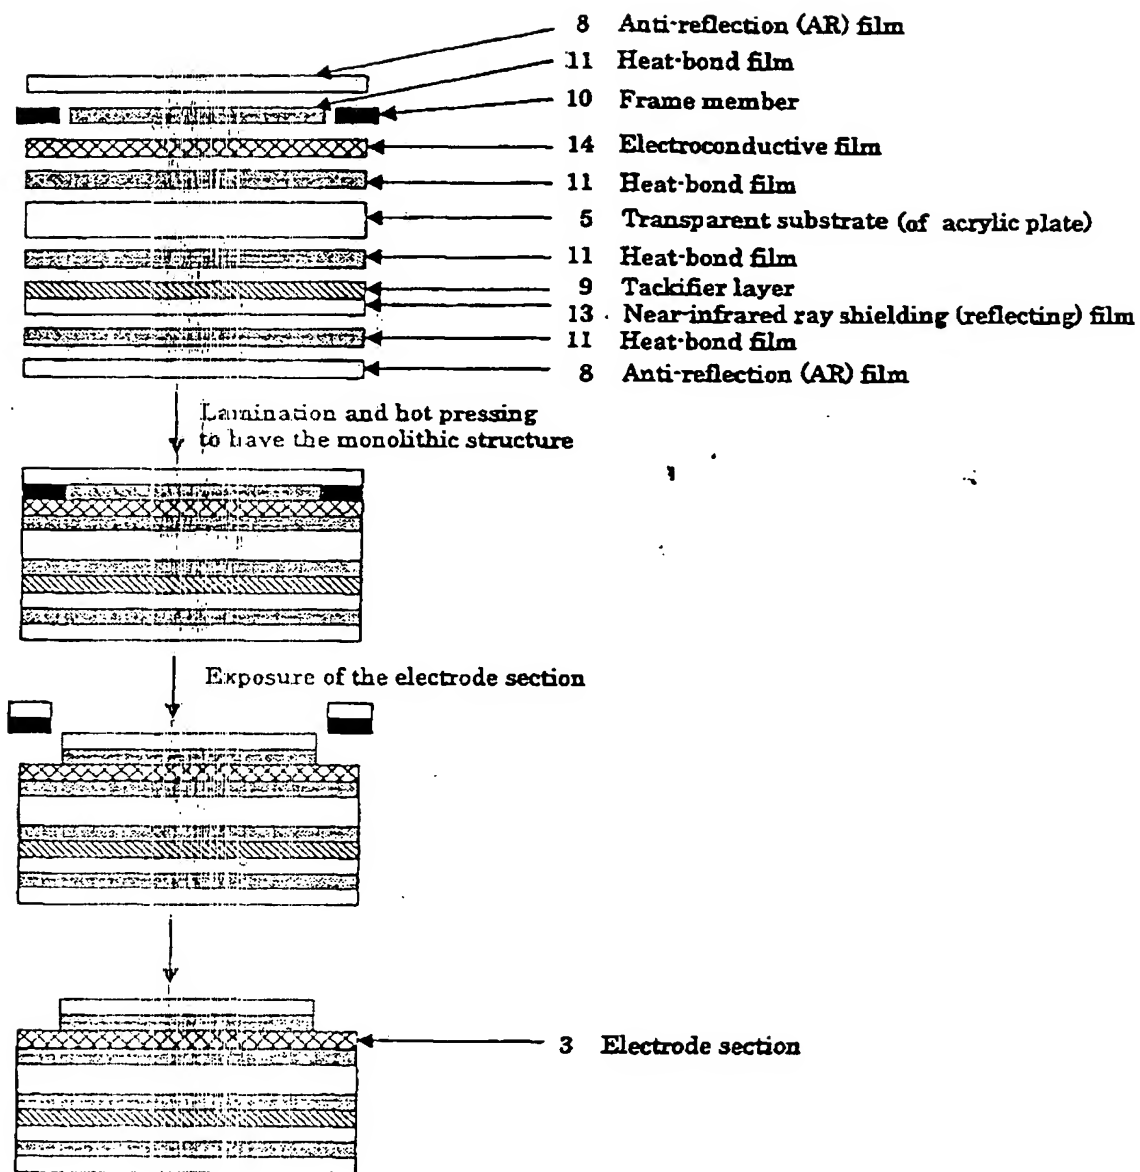 8 Anti-reflection (AR) film
11 Heat-bond film
10 Frame member
14 Electroconductive film
11 Heat-bond film
5 Transparent substrate (of acrylic plate)
11 Heat-bond film
9 Tackifier layer
13 Near-infrared ray shielding (reflecting) film
11 Heat-bond film
8 Anti-reflection (AR) film
Lamination and hot pressing
to have the monolithic structure
Exposure of the electrode section
3 Electrode section